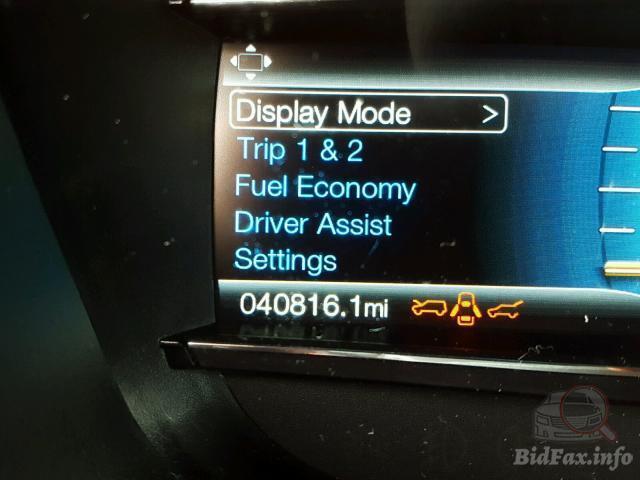 Display Mode >
Trip 1 & 2
Fuel Economy
Driver Assist
Settings
040816.1mi
BidFax.info